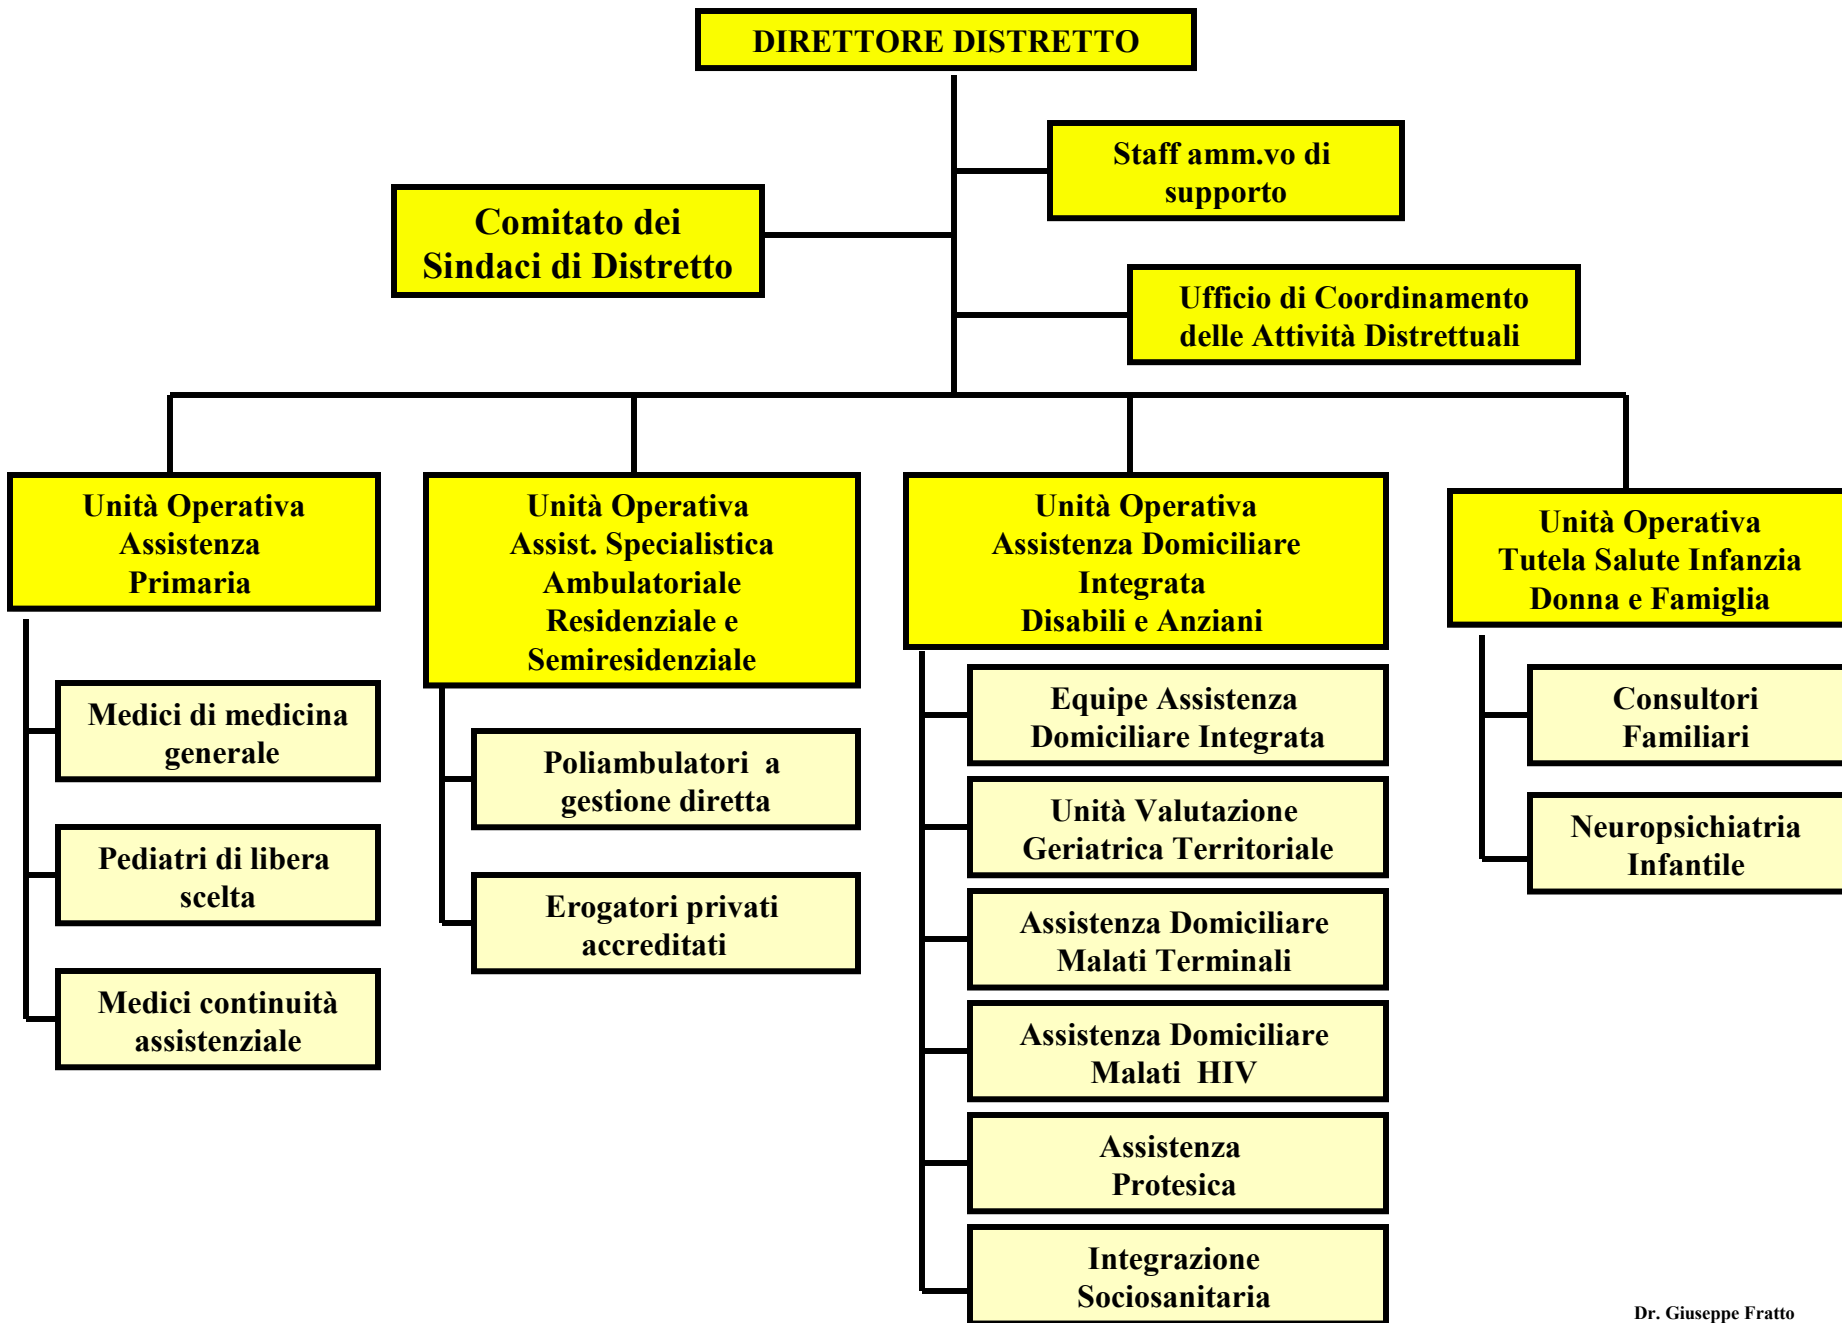 DIRETTORE DISTRETTO
Staff amm.vo di
supporto
Comitato dei
Sindaci di Distretto
Ufficio di Coordinamento
delle Attività Distrettuali
Unità Operativa
Assistenza
Primaria
Medici di medicina
generale
Pediatri di libera
scelta
Medici continuità
assistenziale
Unità Operativa
Assist. Specialistica
Ambulatoriale
Residenziale e
Semiresidenziale
Poliambulatori  a
gestione diretta
Erogatori privati
accreditati
Unità Operativa
Assistenza Domiciliare
Integrata
Disabili e Anziani
Equipe Assistenza
Domiciliare Integrata
Unità Valutazione
Geriatrica Territoriale
Assistenza Domiciliare
Malati Terminali
Assistenza Domiciliare
Malati  HIV
Assistenza
Protesica
Integrazione
Sociosanitaria
Unità Operativa
Tutela Salute Infanzia
Donna e Famiglia
Consultori
Familiari
Neuropsichiatria
Infantile
Dr. Giuseppe Fratto